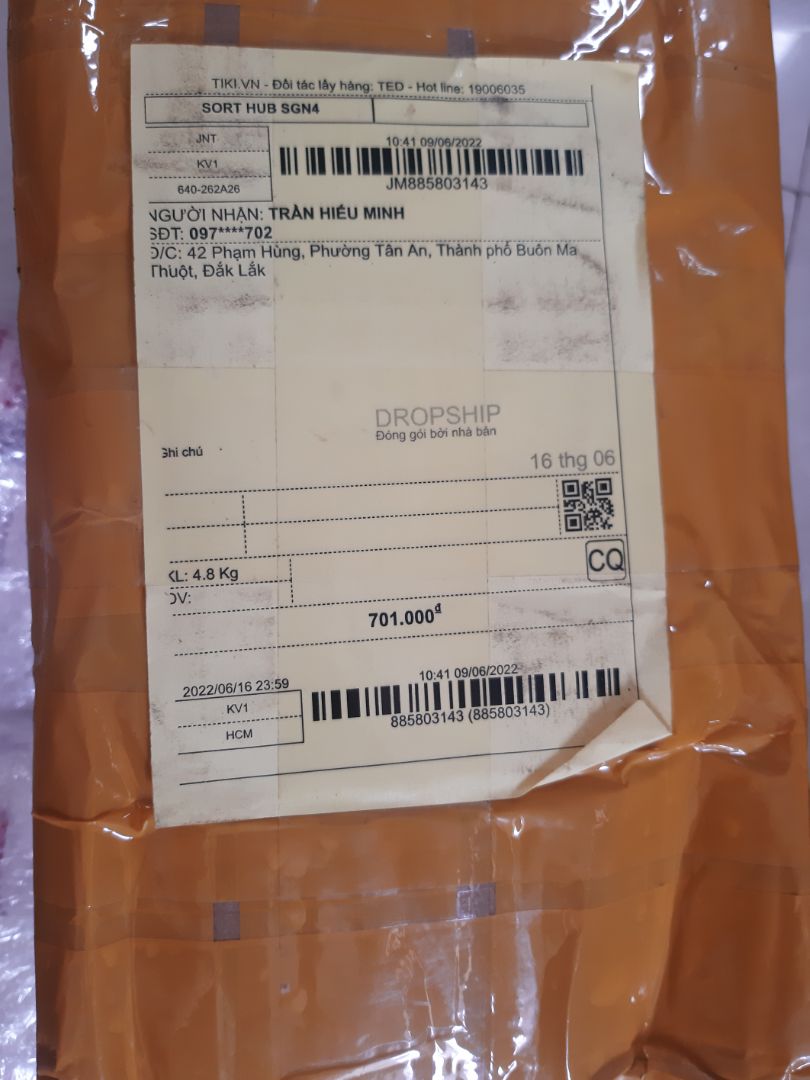 TIKI.VN - Đối tác lấy hàng: TED - Hot line: 19006035
SORT HUB SGN4
JNT
KV1
640-262A26
10:41 09/06/2022
JM885803143
NGƯỜI NHẬN: TRẦN HIẾU MINH
SĐT: 097****702
Đ/C: 42 Phạm Hùng, Phường Tân An, Thành phố Buôn Ma
Thuột, Đắk Lắk
DROPSHIP
Đóng gói bởi nhà bán
Ghi chú
16 thg 06
CQ
KL: 4.8 Kg
DV:
701.000₫
2022/06/16 23:59
KV1
HCM
10:41 09/06/2022
885803143 (885803143)